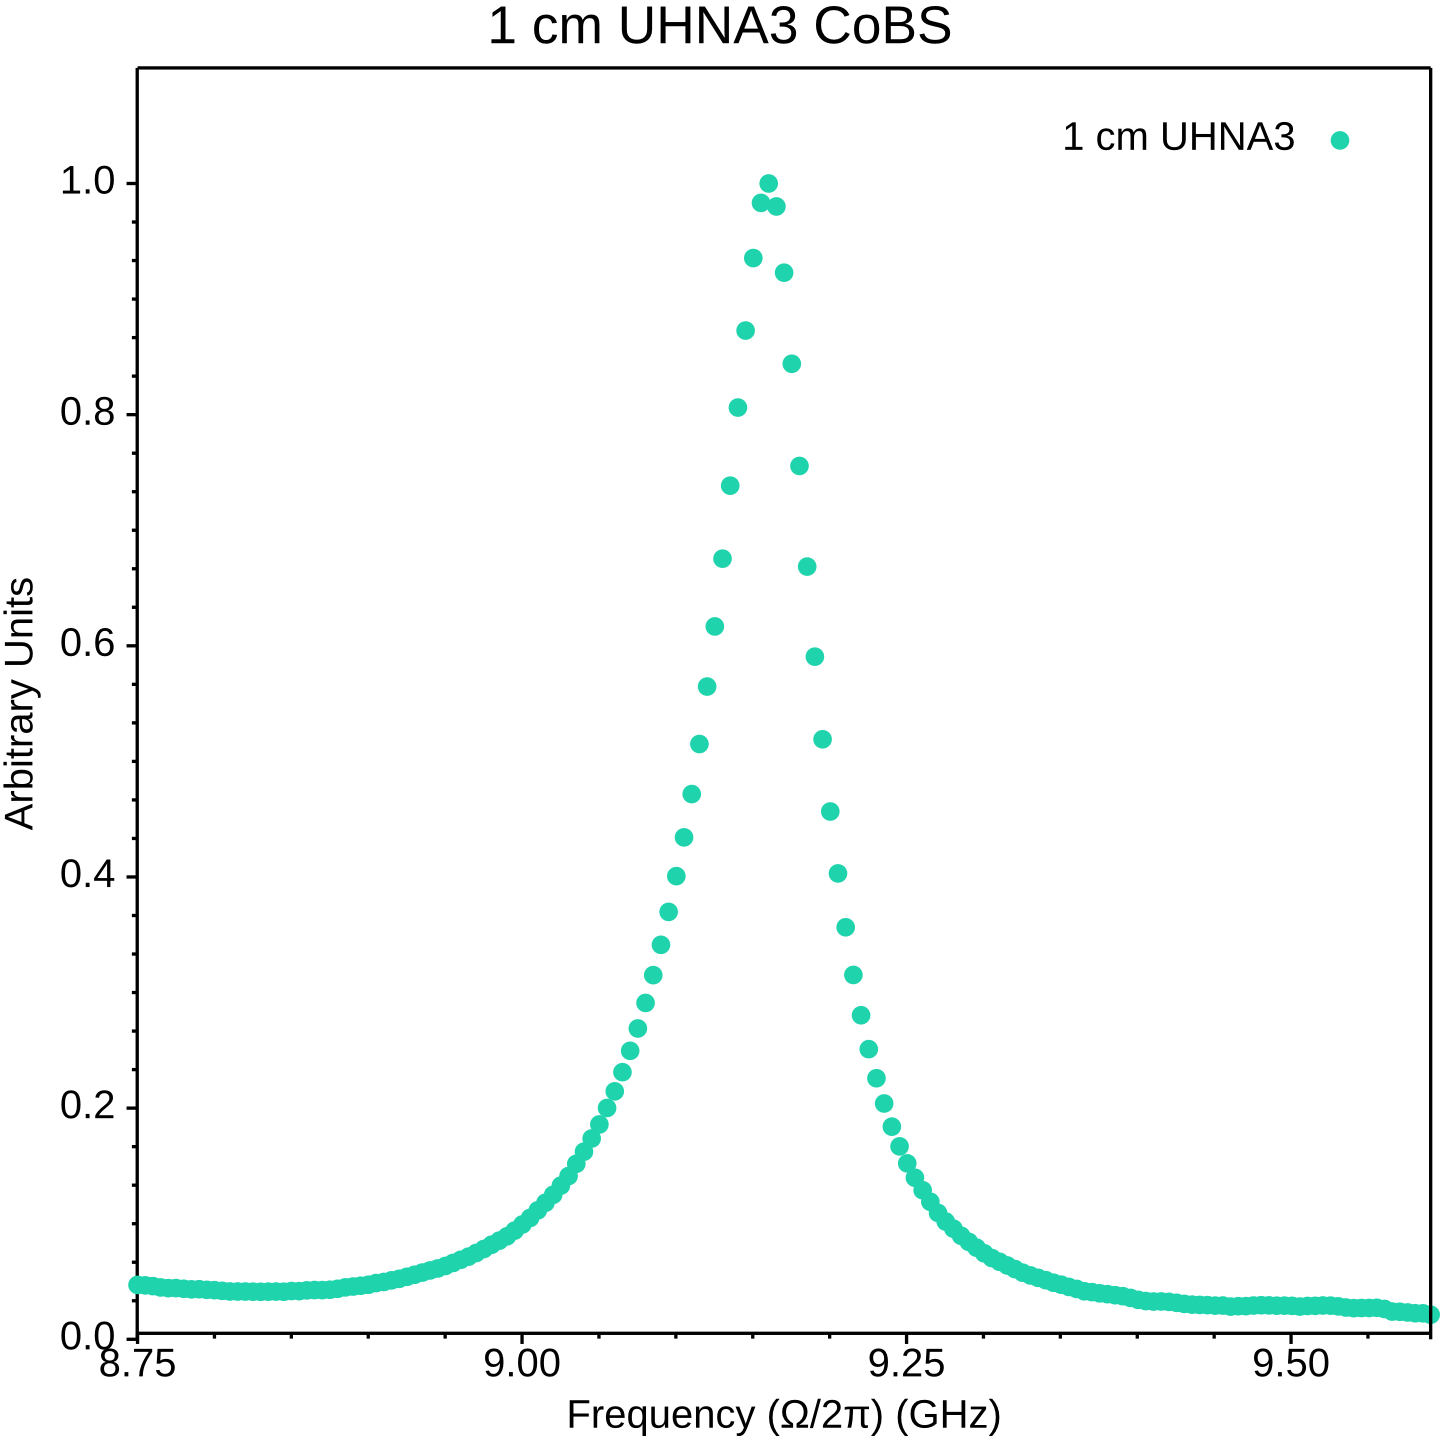 1 cm UHNA3 CoBS
1 cm UHNA3
1.0
0.8
0.6
0.4
0.2
0.0
Arbitrary Units
8.75 9.00 9.25 9.50
Frequency (Ω/2π) (GHz)